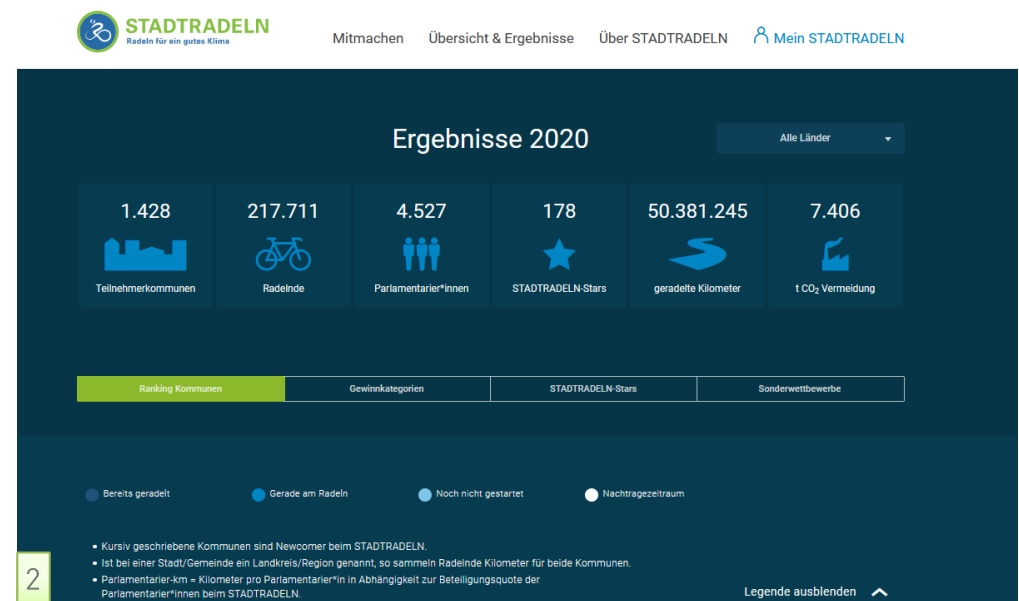 STADTRADELN
Radeln für ein gutes Klima
Mitmachen Übersicht & Ergebnisse Über STADTRADELN Mein STADTRADELN
Ergebnisse 2020
Alle Länder
1.428 217.711 4.527 178 50.381.245 7.406
Teilnehmerkommunen Radelnde Parlamentarier*innen STADTRADELN-Stars geradelte Kilometer t CO₂ Vermeidung
Ranking Kommunen Gewinnkategorien STADTRADELN-Stars Sonderwettbewerbe
Bereits geradelt Gerade am Radeln Noch nicht gestartet Nachtragezeitraum
• Kursiv geschriebene Kommunen sind Newcomer beim STADTRADELN.
• Ist bei einer Stadt/Gemeinde ein Landkreis/Region genannt, so sammeln Radelnde Kilometer für beide Kommunen.
• Parlamentarier-km = Kilometer pro Parlamentarier*in in Abhängigkeit zur Beteiligungsquote der
Parlamentarier*innen beim STADTRADELN.
Legende ausblenden
2